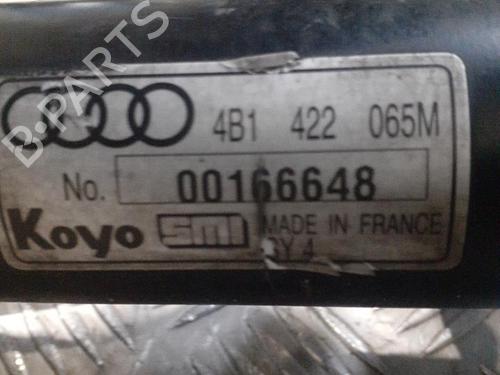 B-PARTS
4B1 422 065M
No. 00166648
Koyo SMI MADE IN FRANCE